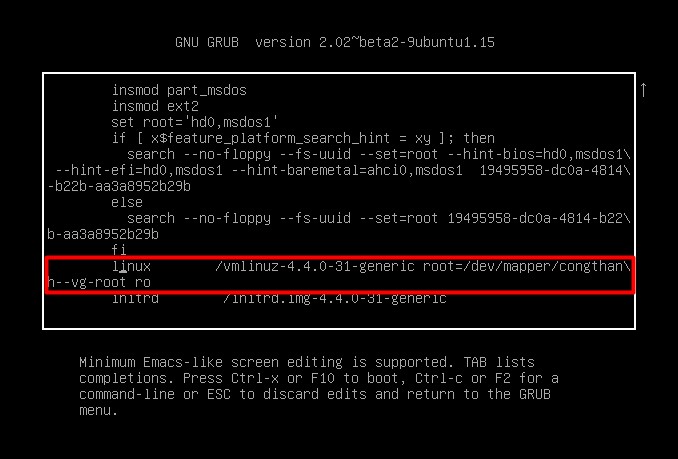 GNU GRUB  version 2.02~beta2-9ubuntu1.15
insmod part_msdos
insmod ext2
set root='hd0,msdos1'
if [ x$feature_platform_search_hint = xy ]; then
search --no-floppy --fs-uuid --set=root --hint-bios=hd0,msdos1\
--hint-efi=hd0,msdos1 --hint-baremetal=ahci0,msdos1  19495958-dc0a-4814\
-b22b-aa3a8952b29b
else
search --no-floppy --fs-uuid --set=root 19495958-dc0a-4814-b22\
b-aa3a8952b29b
fi
linux        /vmlinuz-4.4.0-31-generic root=/dev/mapper/congthan\
h--vg-root ro
initrd        /initrd.img-4.4.0-31-generic
Minimum Emacs-like screen editing is supported. TAB lists
completions. Press Ctrl-x or F10 to boot, Ctrl-c or F2 for a
command-line or ESC to discard edits and return to the GRUB
menu.